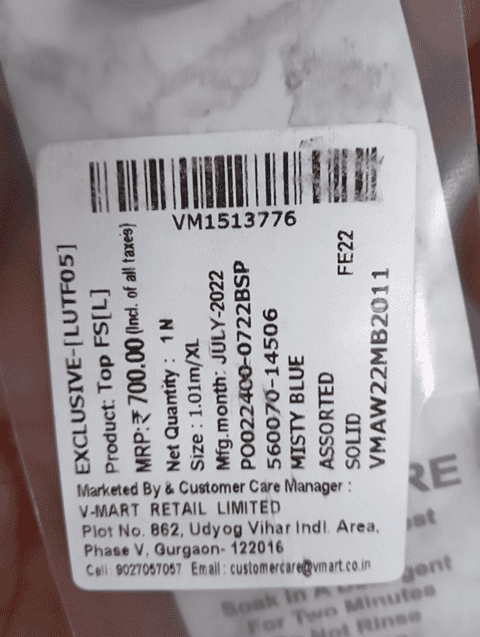 VM1513776
EXCLUSIVE-[LUTF05]
Product: Top FS[L]
MRP:₹ 700.00 (Incl. of all taxes)
Net Quantity : 1 N
Size : 1.01m/XL
Mfg.month: JULY-2022
PO022400-0722BSP
560070-14506
MISTY BLUE
ASSORTED
SOLID FE22
VMAW22MB2011
Marketed By & Customer Care Manager :
V-MART RETAIL LIMITED
Plot No. 862, Udyog Vihar Indl. Area,
Phase V, Gurgaon- 122016
Call: 9027057057 Email : customercare@vmart.co.in
Soak In A
For Two Minutes
Rinse